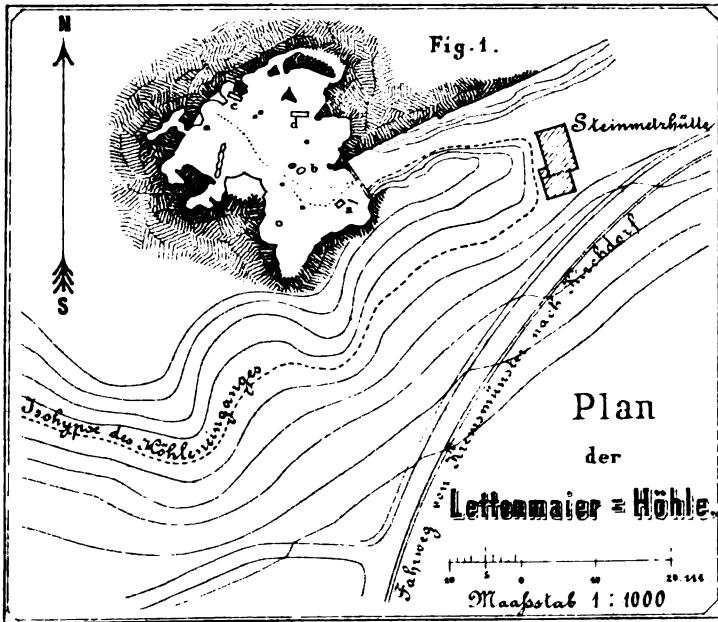 N
Fig. 1.
Steinmetzhütte
c
d
b
a
S
Fahrweg von Kremsmünster nach Kirchdorf
Isohypse des Höhleneinganges
Plan
der
Lettenmaier = Höhle.
10 5 0 10 20
Maaßstab 1 : 1000